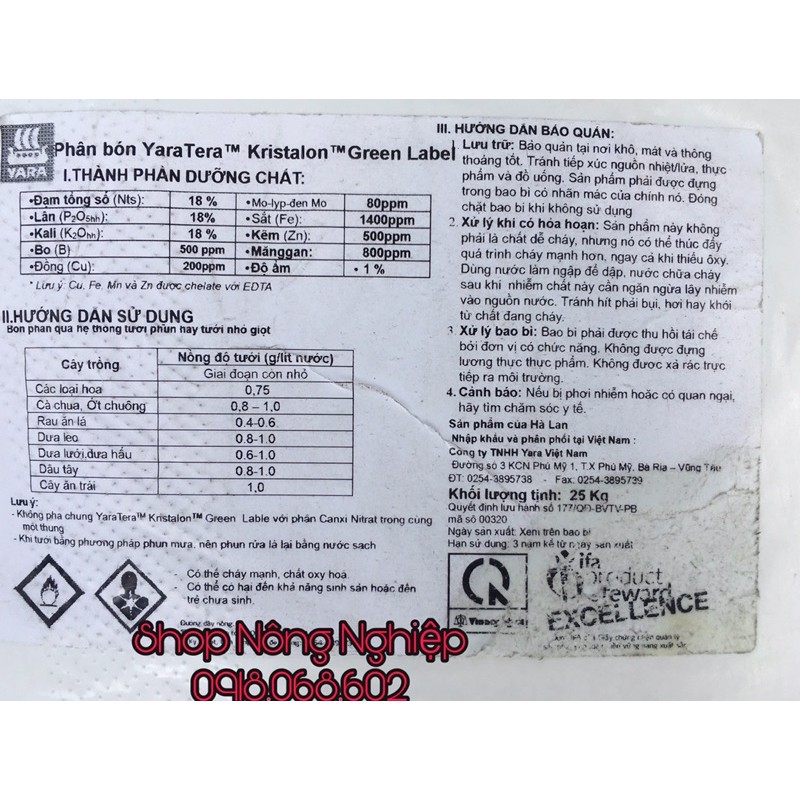 YARA
Phân bón YaraTera™ Kristalon™Green Label
I.THÀNH PHẦN DƯỠNG CHẤT:
•Đạm tổng số (Nts): 18 % •Mo-lyp-đen Mo 80ppm
•Lân (P₂O₅hh): 18% •Sắt (Fe): 1400ppm
•Kali (K₂Ohh): 18 % •Kẽm (Zn): 500ppm
•Bo (B) 500 ppm •Mânggan: 800ppm
•Đồng (Cu): 200ppm •Độ ẩm • 1 %
* Lưu ý: Cu, Fe, Mn và Zn được chelate với EDTA
II.HƯỚNG DẪN SỬ DỤNG
Bón phân qua hệ thống tưới phun hay tưới nhỏ giọt
Cây trồng Nồng độ tưới (g/lít nước)
Giai đoạn còn nhỏ
Các loại hoa 0,75
Cà chua, Ớt chuông 0,8 – 1,0
Rau ăn lá 0.4-0.6
Dưa leo 0.8-1.0
Dưa lưới,dưa hấu 0.6-1.0
Dâu tây 0.8-1.0
Cây ăn trái 1,0
Lưu ý:
- Không pha chung YaraTera™ Kristalon™ Green Lable với phân Canxi Nitrat trong cùng
một thùng
- Khi tưới bằng phương pháp phun mưa, nên phun rửa lá lại bằng nước sạch
- Có thể cháy mạnh, chất oxy hoá.
- Có thể có hại đến khả năng sinh sản hoặc đến
trẻ chưa sinh.
Đường dây nóng:
III. HƯỚNG DẪN BẢO QUẢN:
1. Lưu trữ: Bảo quản tại nơi khô, mát và thông
thoáng tốt. Tránh tiếp xúc nguồn nhiệt/lửa, thực
phẩm và đồ uống. Sản phẩm phải được đựng
trong bao bì có nhãn mác của chính nó. Đóng
chặt bao bì khi không sử dụng
2. Xử lý khi có hỏa hoạn: Sản phẩm này không
phải là chất dễ cháy, nhưng nó có thể thúc đẩy
quá trình cháy mạnh hơn, ngay cả khi thiếu ôxy.
Dùng nước làm ngập để dập, nước chữa cháy
sau khi nhiễm chất này cần ngăn ngừa lây nhiễm
vào nguồn nước. Tránh hít phải bụi, hơi hay khói
từ chất đang cháy.
3. Xử lý bao bì: Bao bì phải được thu hồi tái chế
bởi đơn vị có chức năng. Không được đựng
lương thực thực phẩm. Không được xả rác trực
tiếp ra môi trường.
4. Cảnh báo: Nếu bị phơi nhiễm hoặc có quan ngại,
hãy tìm chăm sóc y tế.
Sản phẩm của Hà Lan
Nhập khẩu và phân phối tại Việt Nam :
Công ty TNHH Yara Việt Nam
Đường số 3 KCN Phú Mỹ 1, T.X Phú Mỹ, Bà Rịa – Vũng Tàu
ĐT: 0254-3895738 - Fax: 0254-3895739
Khối lượng tịnh: 25 Kg
Quyết định lưu hành số 177/QĐ-BVTV-PB
mã số 00320
Ngày sản xuất: Xem trên bao bì
Hạn sử dụng: 3 năm kể từ ngày sản xuất
ifa
product
steward
EXCELLENCE
Shop Nông Nghiệp
0918.068.602